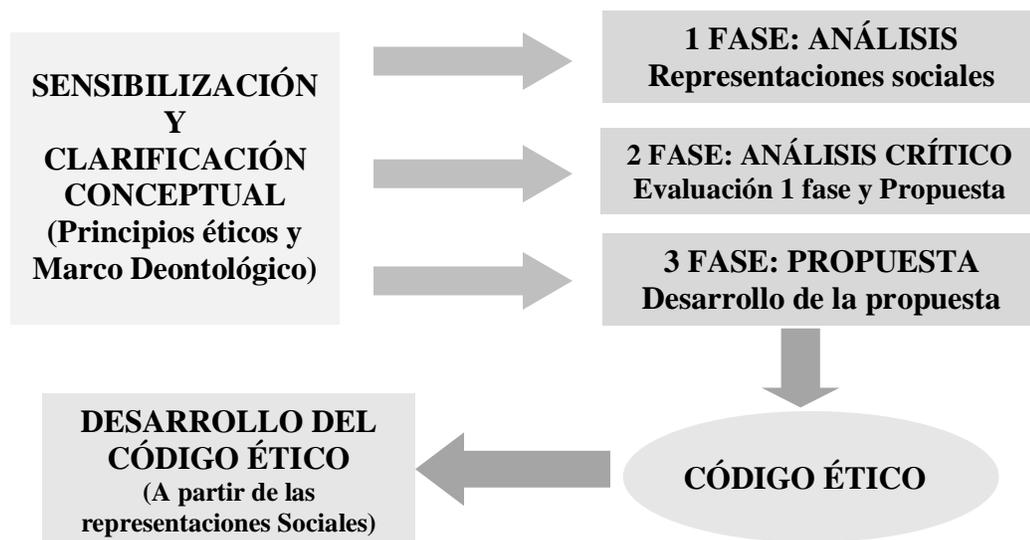 SENSIBILIZACIÓN
Y
CLARIFICACIÓN
CONCEPTUAL
(Principios éticos y
Marco Deontológico)
1 FASE: ANÁLISIS
Representaciones sociales
2 FASE: ANÁLISIS CRÍTICO
Evaluación 1 fase y Propuesta
3 FASE: PROPUESTA
Desarrollo de la propuesta
CÓDIGO ÉTICO
DESARROLLO DEL
CÓDIGO ÉTICO
(A partir de las
representaciones Sociales)